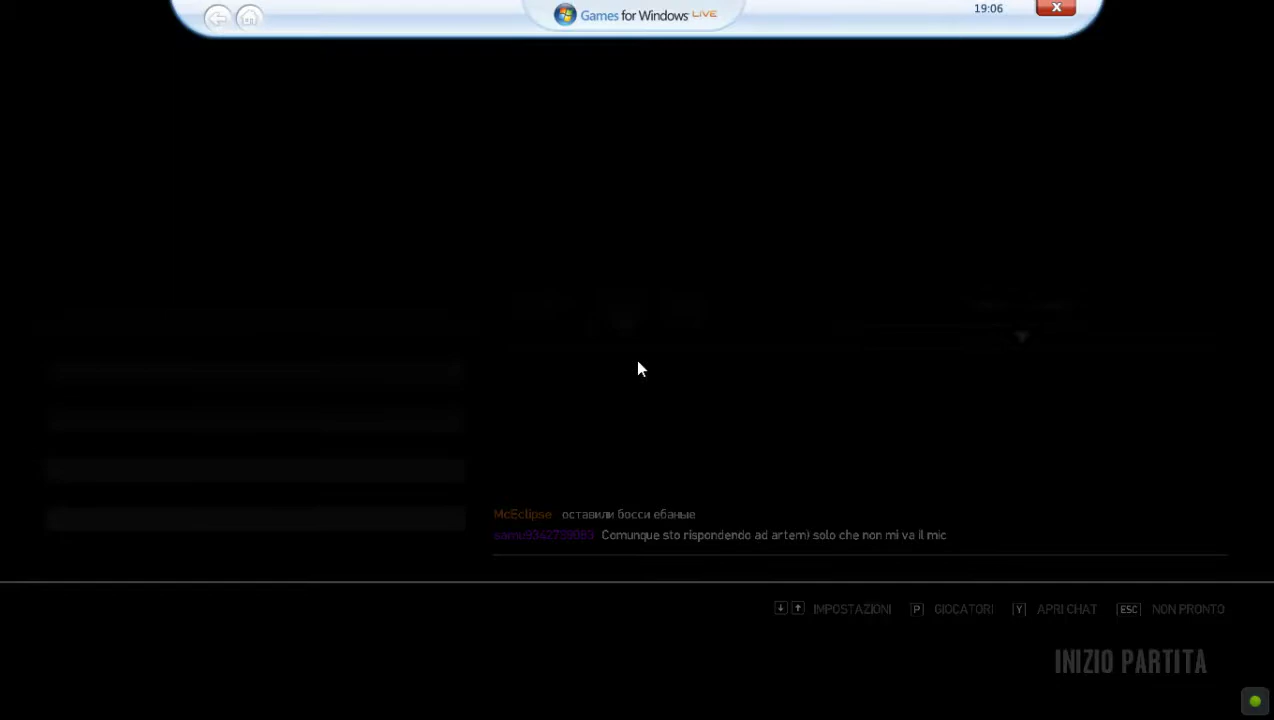 Games for Windows LIVE
19:06
McEclipse оставили босси ебаные
samu9342739083 Comunque sto rispondendo ad artem) solo che non mi va il mic
IMPOSTAZIONI P GIOCATORI Y APRI CHAT ESC NON PRONTO
INIZIO PARTITA